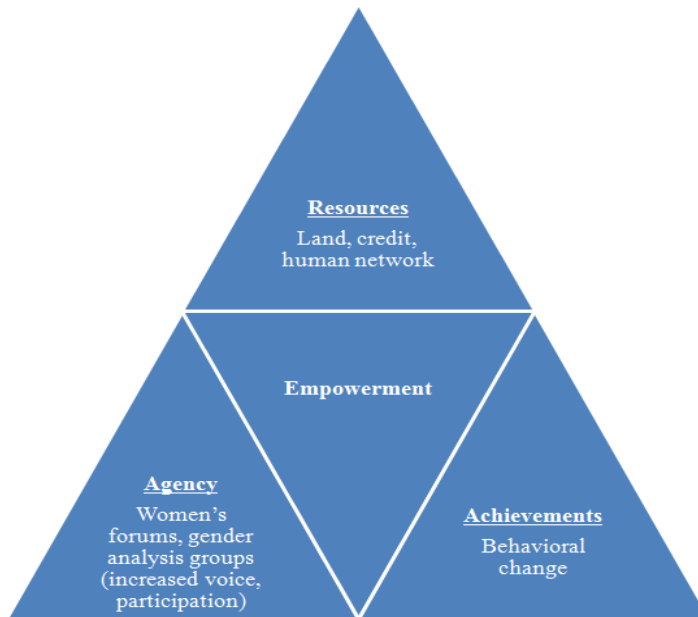 Resources
Land, credit,
human network
Empowerment
Agency
Women’s
forums, gender
analysis groups
(increased voice,
participation)
Achievements
Behavioral
change